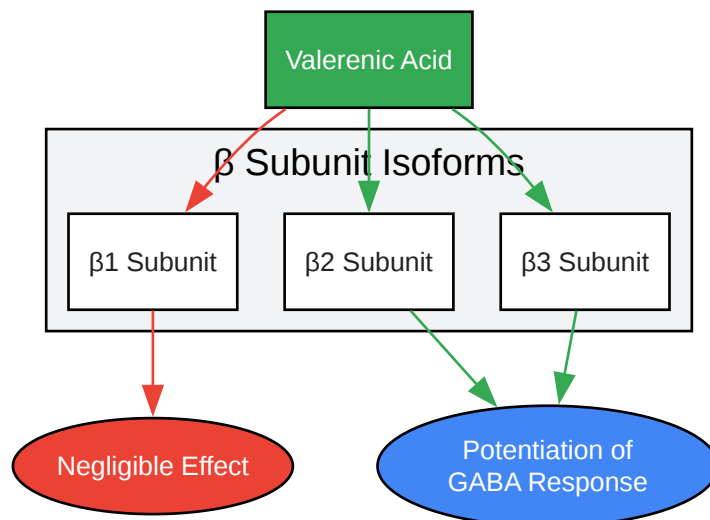 Valerenic Acid
β Subunit Isoforms
β1 Subunit
β2 Subunit
β3 Subunit
Negligible Effect
Potentiation of
GABA Response